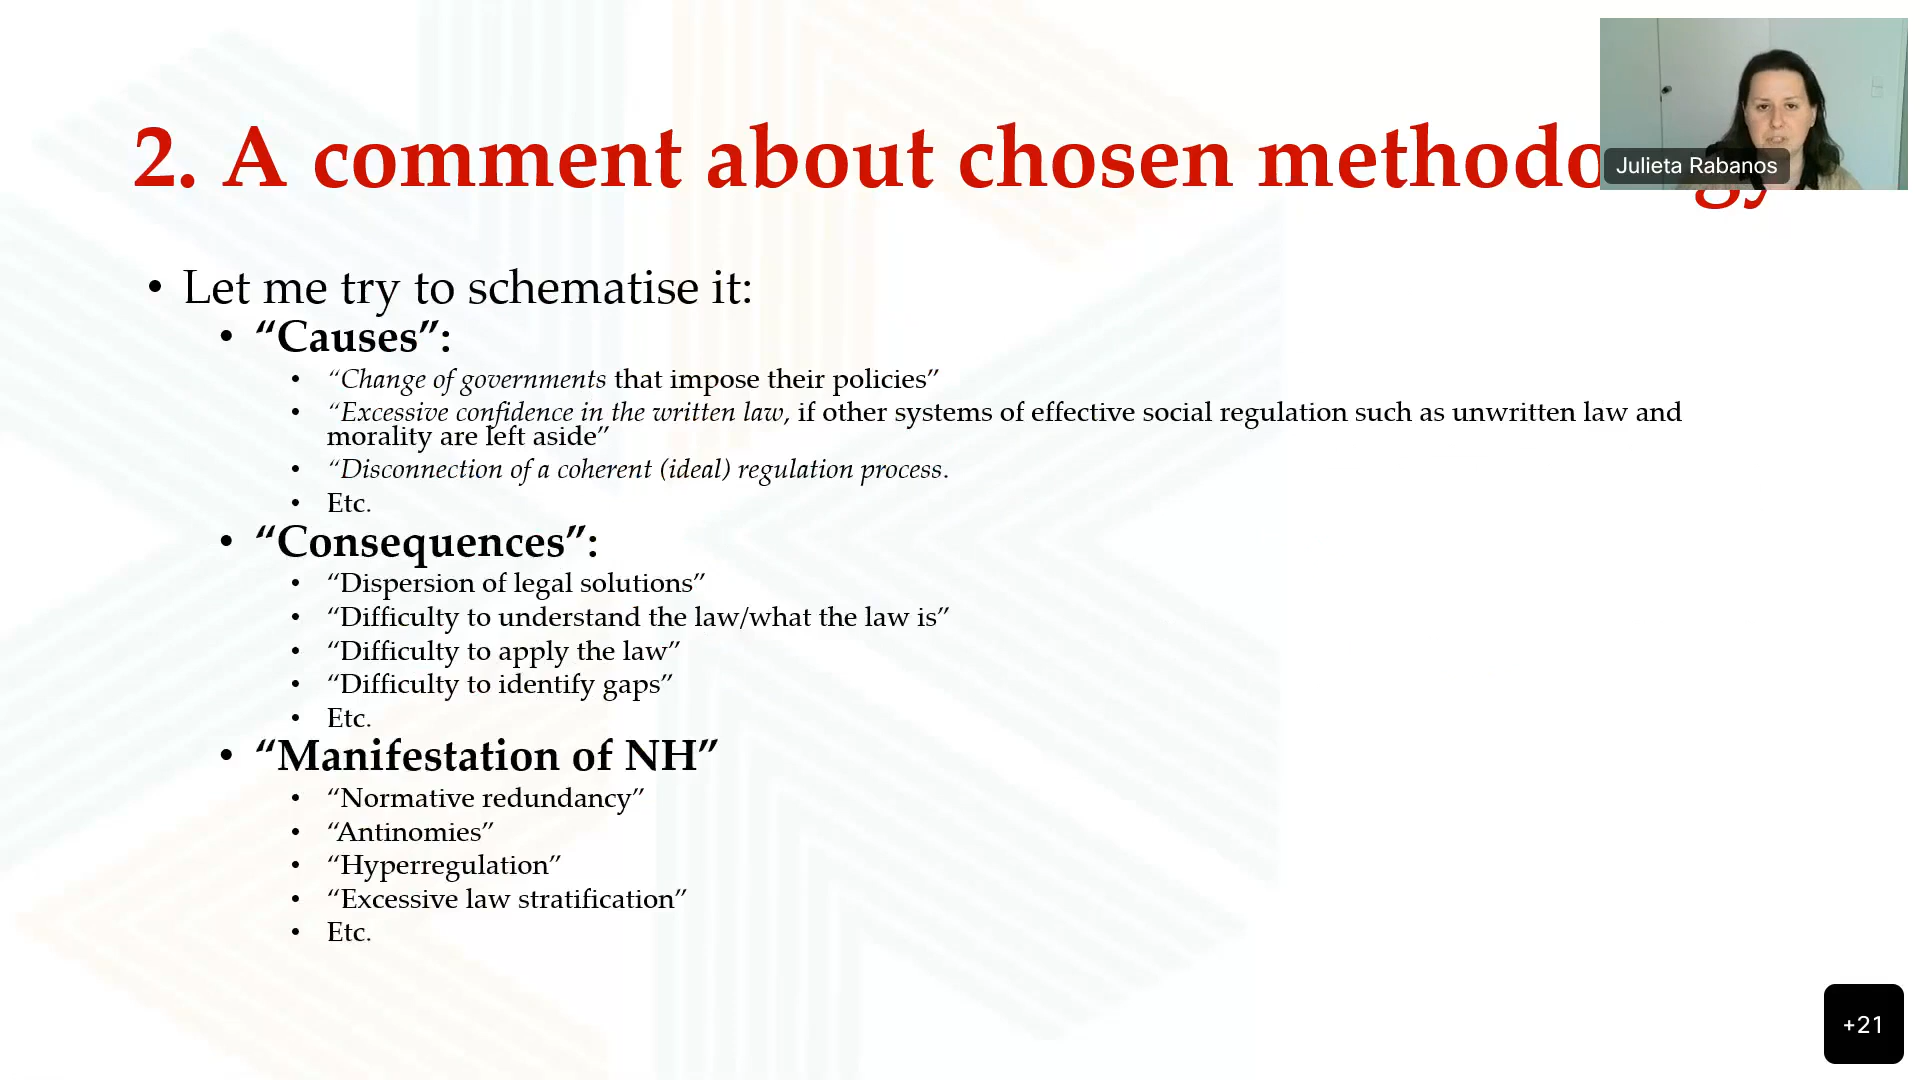 2. A comment about chosen methodology
Julieta Rabanos
• Let me try to schematise it:
• “Causes”:
• “Change of governments that impose their policies”
• “Excessive confidence in the written law, if other systems of effective social regulation such as unwritten law and
morality are left aside”
• “Disconnection of a coherent (ideal) regulation process.
• Etc.
• “Consequences”:
• “Dispersion of legal solutions”
• “Difficulty to understand the law/what the law is”
• “Difficulty to apply the law”
• “Difficulty to identify gaps”
• Etc.
• “Manifestation of NH”
• “Normative redundancy”
• “Antinomies”
• “Hyperregulation”
• “Excessive law stratification”
• Etc.
+21